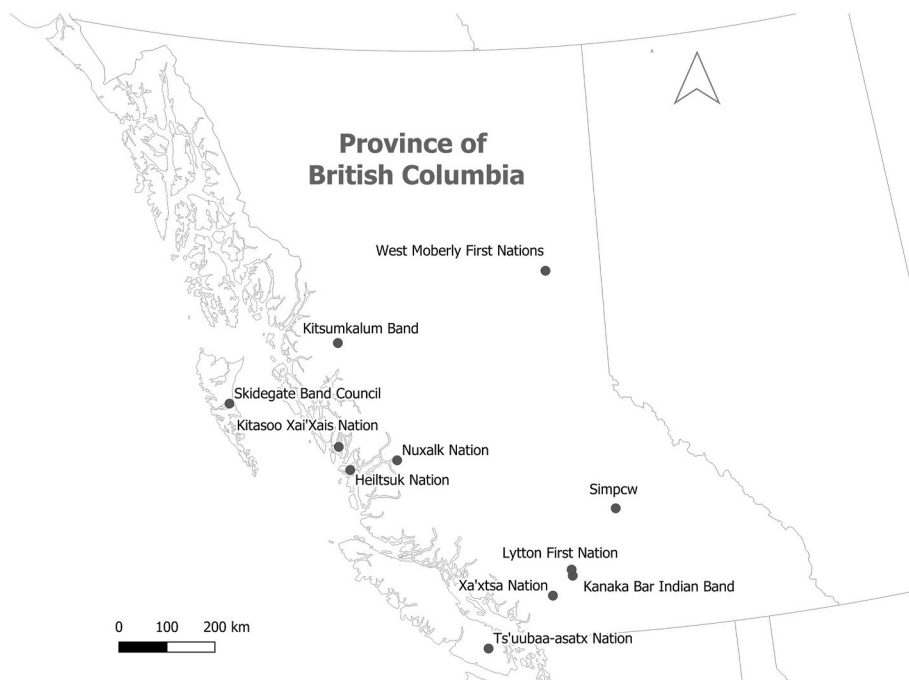 Province of
British Columbia
West Moberly First Nations
Kitsumkalum Band
Skidegate Band Council
Kitasoo Xai'Xais Nation
Nuxalk Nation
Heiltsuk Nation
Simpcw
Lytton First Nation
Kanaka Bar Indian Band
Xa'xtsa Nation
0 100 200 km
Ts'uubaa-asatx Nation